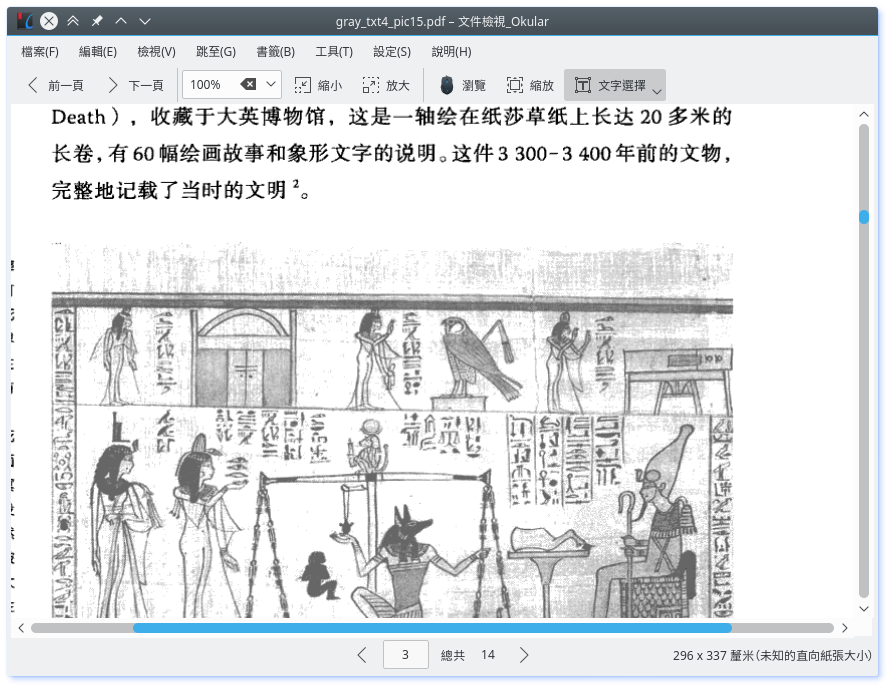 gray_txt4_pic15.pdf – 文件檢視_Okular
檔案(F) 編輯(E) 檢視(V) 跳至(G) 書籤(B) 工具(T) 設定(S) 說明(H)
前一頁 下一頁 100% 縮小 放大 瀏覽 縮放 文字選擇
Death），收藏于大英博物馆，这是一轴绘在纸莎草纸上长达 20 多米的
长卷，有 60 幅绘画故事和象形文字的说明。这件 3 300-3 400 年前的文物，
完整地记载了当时的文明 2。
3 總共 14
296 x 337 釐米(未知的直向紙張大小)